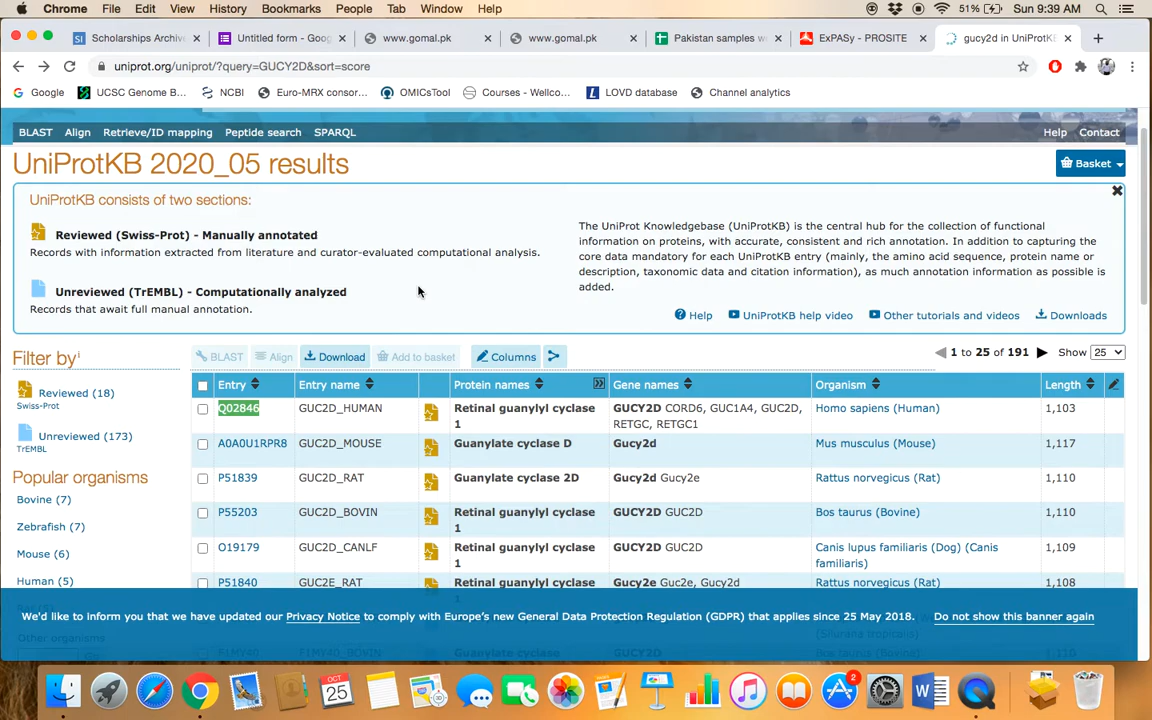 Chrome File Edit View History Bookmarks People Tab Window Help 51% Sun 9:39 AM
Scholarships Archiv Untitled form - Goog www.gomal.pk www.gomal.pk Pakistan samples w ExPASy - PROSITE gucy2d in UniProtK
uniprot.org/uniprot/?query=GUCY2D&sort=score
Google UCSC Genome B... NCBI Euro-MRX consor... OMICsTool Courses - Wellco... LOVD database Channel analytics
BLAST Align Retrieve/ID mapping Peptide search SPARQL Help Contact
UniProtKB 2020_05 results
Basket
UniProtKB consists of two sections:
Reviewed (Swiss-Prot) - Manually annotated
Records with information extracted from literature and curator-evaluated computational analysis.
Unreviewed (TrEMBL) - Computationally analyzed
Records that await full manual annotation.
The UniProt Knowledgebase (UniProtKB) is the central hub for the collection of functional
information on proteins, with accurate, consistent and rich annotation. In addition to capturing the
core data mandatory for each UniProtKB entry (mainly, the amino acid sequence, protein name or
description, taxonomic data and citation information), as much annotation information as possible is
added.
Help UniProtKB help video Other tutorials and videos Downloads
Filter by i
BLAST Align Download Add to basket Columns 1 to 25 of 191 Show 25
Reviewed (18)
Swiss-Prot
Unreviewed (173)
TrEMBL
Popular organisms
Bovine (7)
Zebrafish (7)
Mouse (6)
Human (5)
Other organisms
Entry Entry name Protein names Gene names Organism Length
Q02846 GUC2D_HUMAN Retinal guanylyl cyclase GUCY2D CORD6, GUC1A4, GUC2D, Homo sapiens (Human) 1,103
1 RETGC, RETGC1
A0A0U1RPR8 GUC2D_MOUSE Guanylate cyclase D Gucy2d Mus musculus (Mouse) 1,117
P51839 GUC2D_RAT Guanylate cyclase 2D Gucy2d Gucy2e Rattus norvegicus (Rat) 1,110
P55203 GUC2D_BOVIN Retinal guanylyl cyclase GUCY2D GUC2D Bos taurus (Bovine) 1,110
1
O19179 GUC2D_CANLF Retinal guanylyl cyclase GUCY2D GUC2D Canis lupus familiaris (Dog) (Canis 1,109
1 familiaris)
P51840 GUC2E_RAT Retinal guanylyl cyclase Gucy2e Guc2e, Gucy2d Rattus norvegicus (Rat) 1,108
1
We'd like to inform you that we have updated our Privacy Notice to comply with Europe's new General Data Protection Regulation (GDPR) that applies since 25 May 2018. Do not show this banner again
OCT
25
2